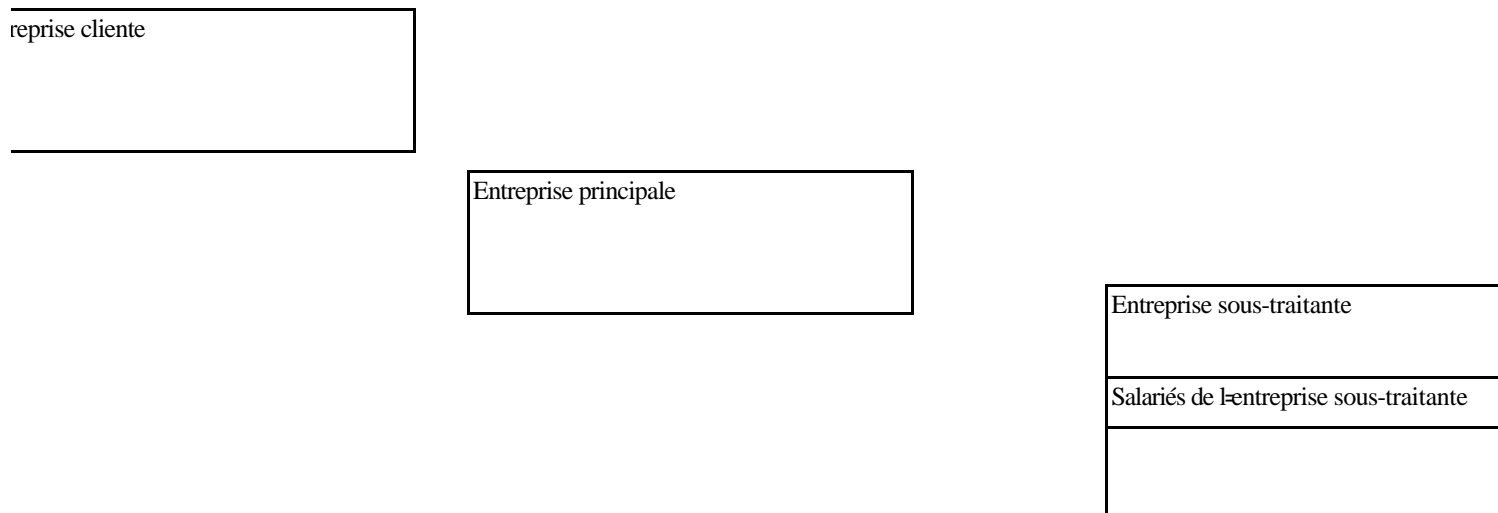 reprise cliente
Entreprise principale
Entreprise sous-traitante
Salariés de l=entreprise sous-traitante